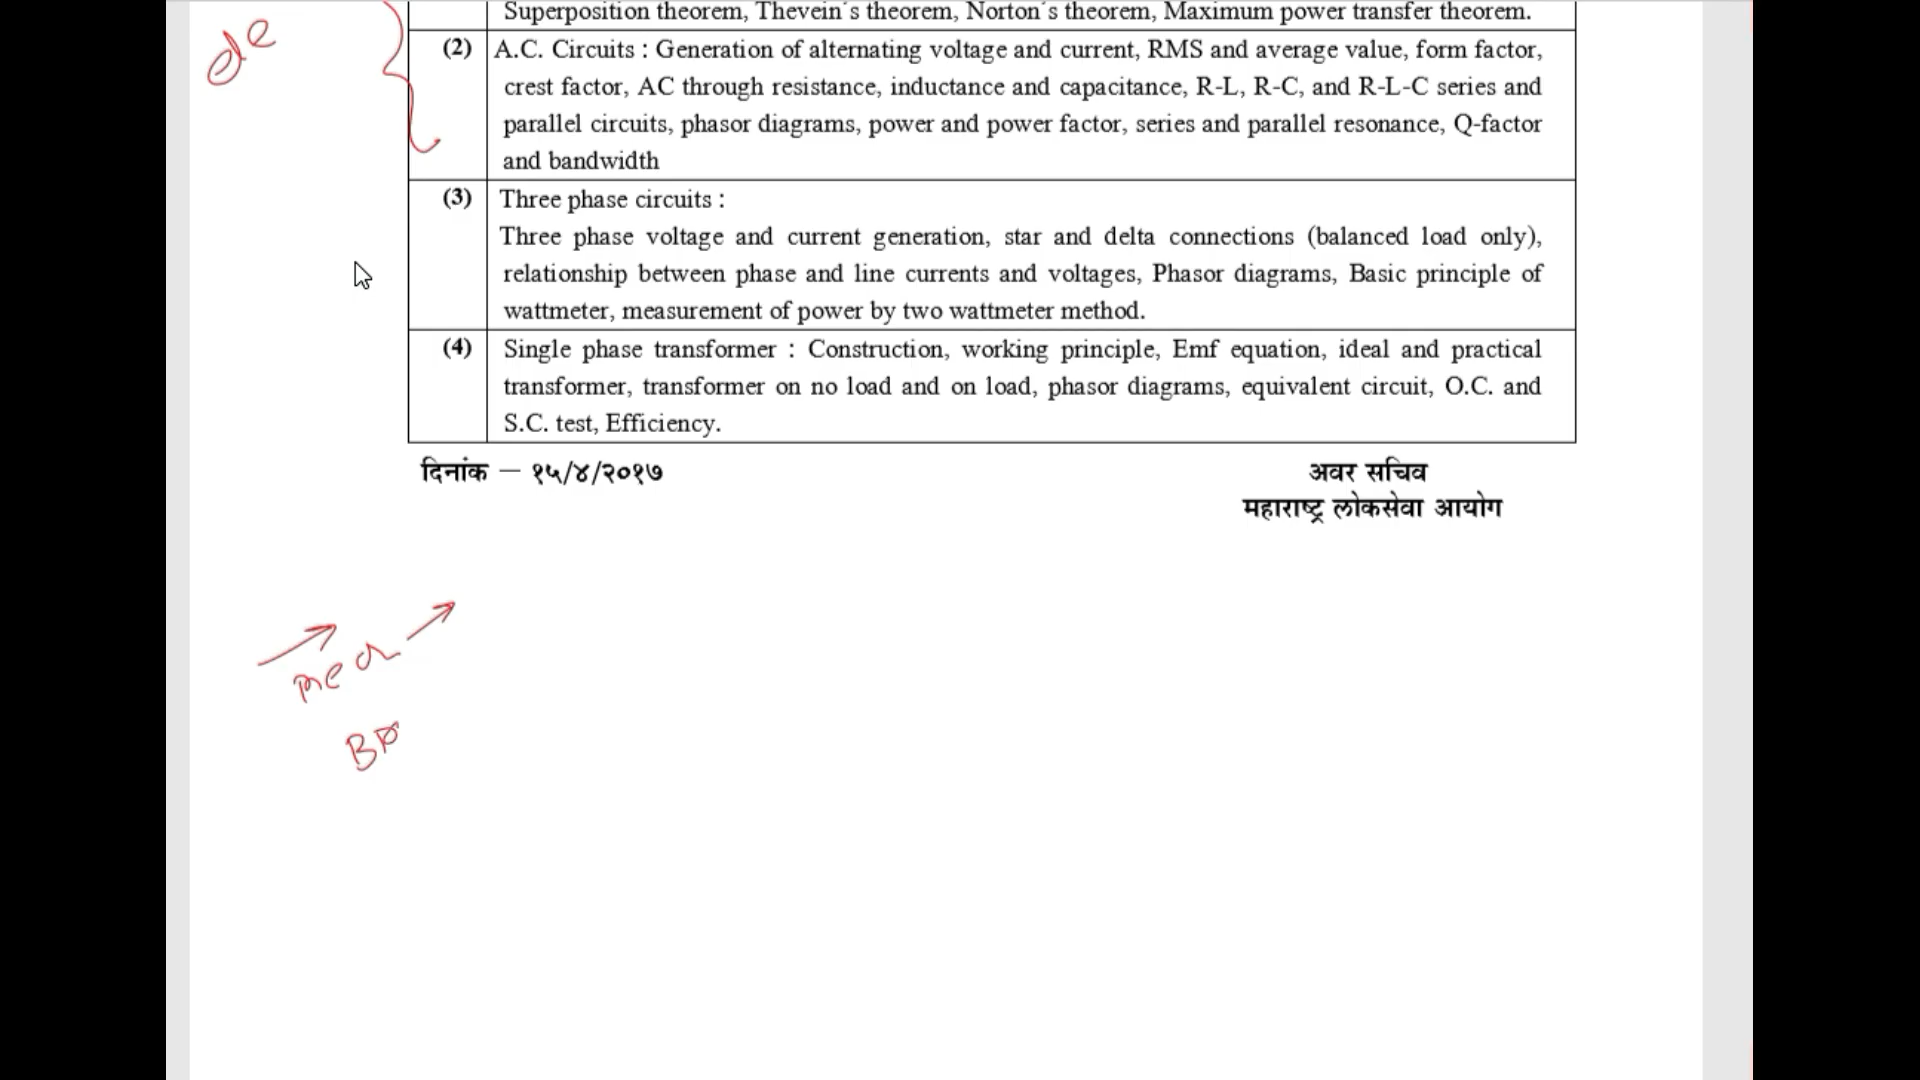 Superposition theorem, Thevein´s theorem, Norton´s theorem, Maximum power transfer theorem.
(2) A.C. Circuits : Generation of alternating voltage and current, RMS and average value, form factor,
crest factor, AC through resistance, inductance and capacitance, R-L, R-C, and R-L-C series and
parallel circuits, phasor diagrams, power and power factor, series and parallel resonance, Q-factor
and bandwidth
(3) Three phase circuits :
Three phase voltage and current generation, star and delta connections (balanced load only),
relationship between phase and line currents and voltages, Phasor diagrams, Basic principle of
wattmeter, measurement of power by two wattmeter method.
(4) Single phase transformer : Construction, working principle, Emf equation, ideal and practical
transformer, transformer on no load and on load, phasor diagrams, equivalent circuit, O.C. and
S.C. test, Efficiency.
दिनांक – १५/४/२०१७
अवर सचिव
महाराष्ट्र लोकसेवा आयोग